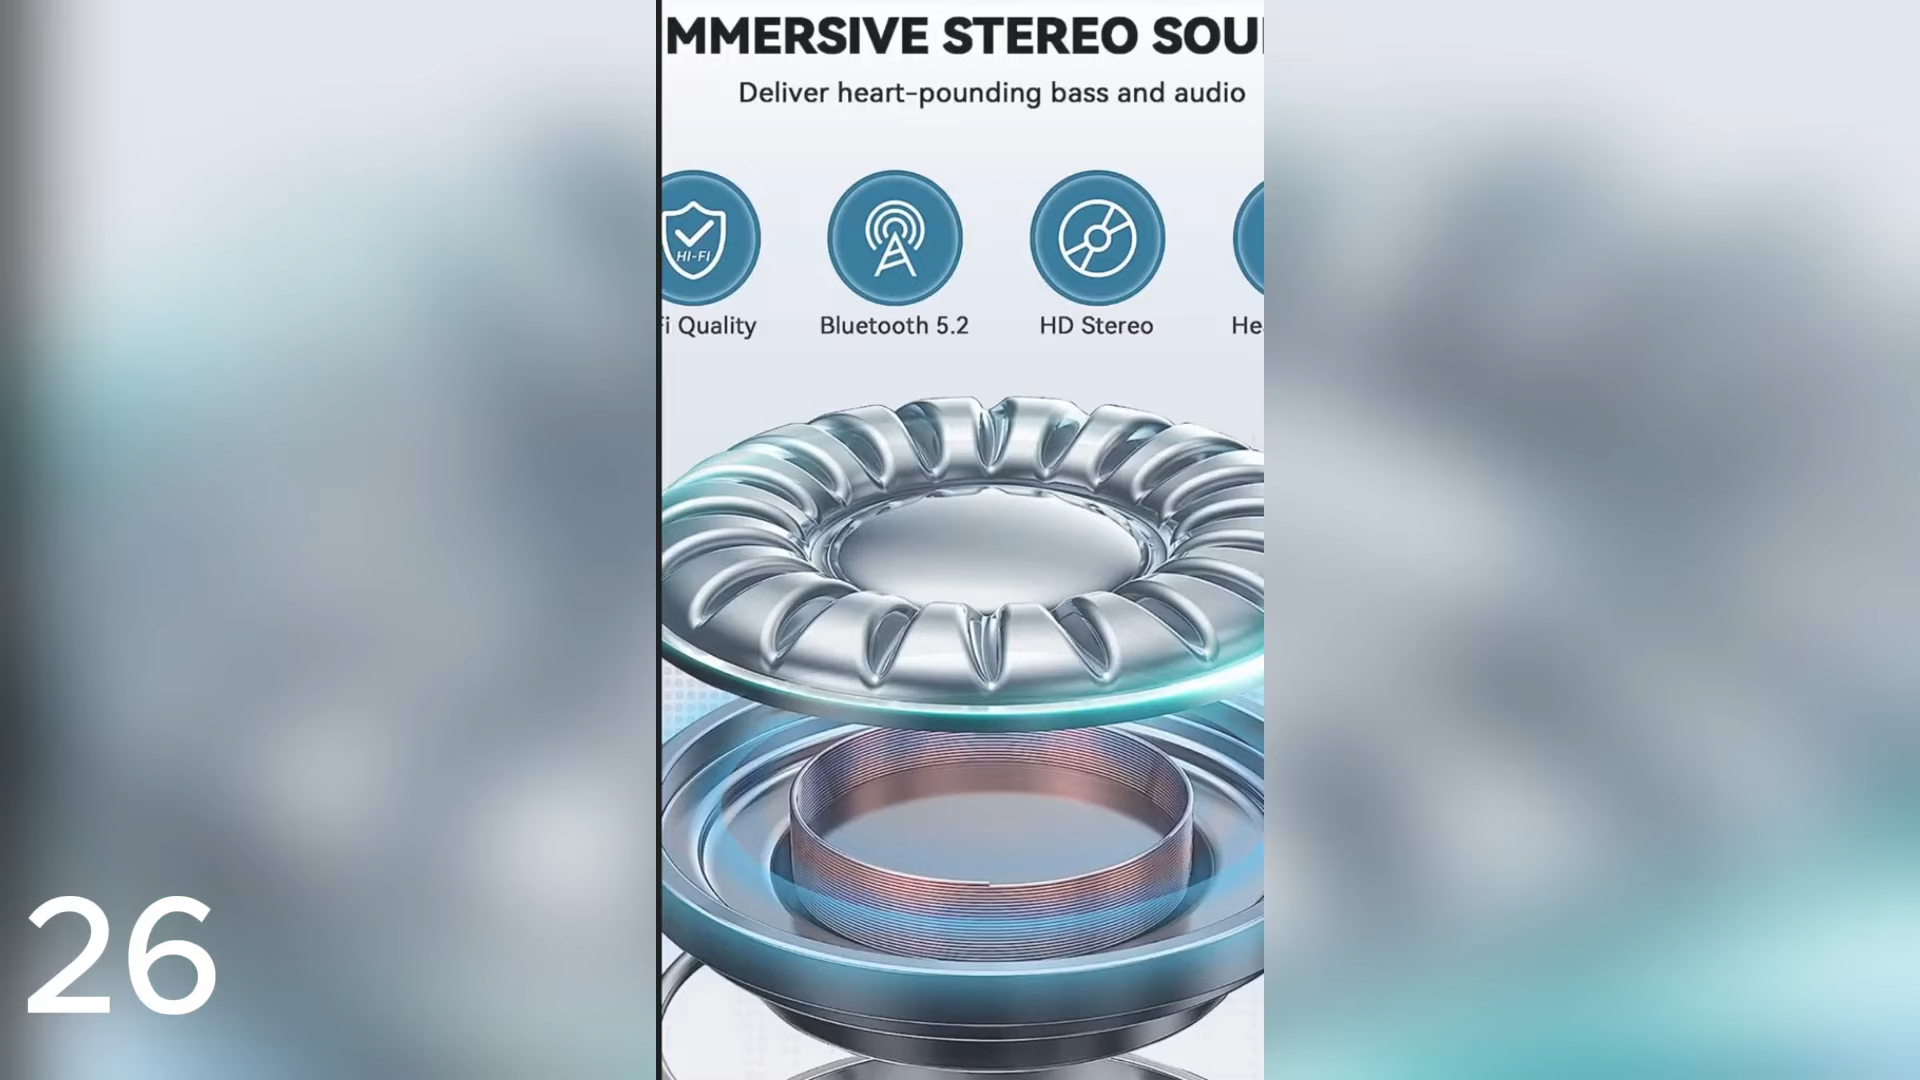 MMERSIVE STEREO SOU
Deliver heart-pounding bass and audio
HI-FI
i Quality
Bluetooth 5.2
HD Stereo
He
26